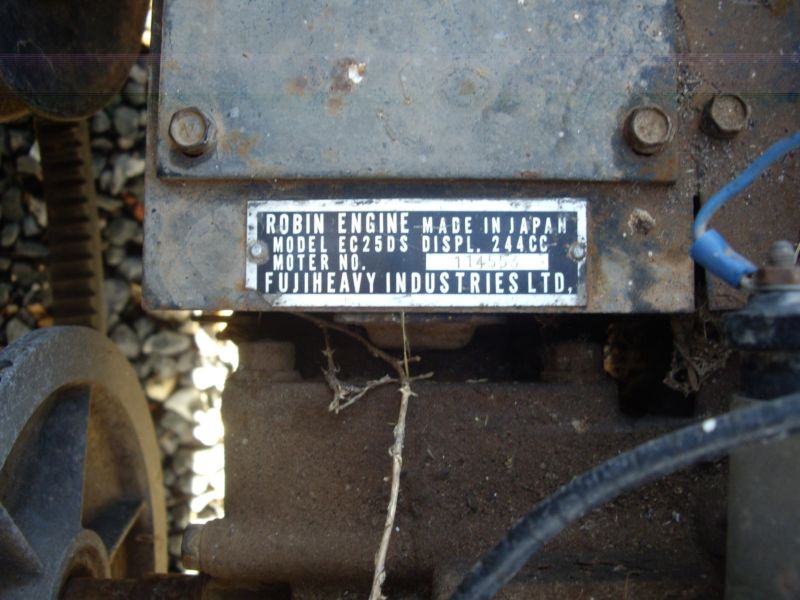 ROBIN ENGINE MADE IN JAPAN
MODEL EC25DS DISPL. 244CC
MOTER NO.
FUJIHEAVY INDUSTRIES LTD.